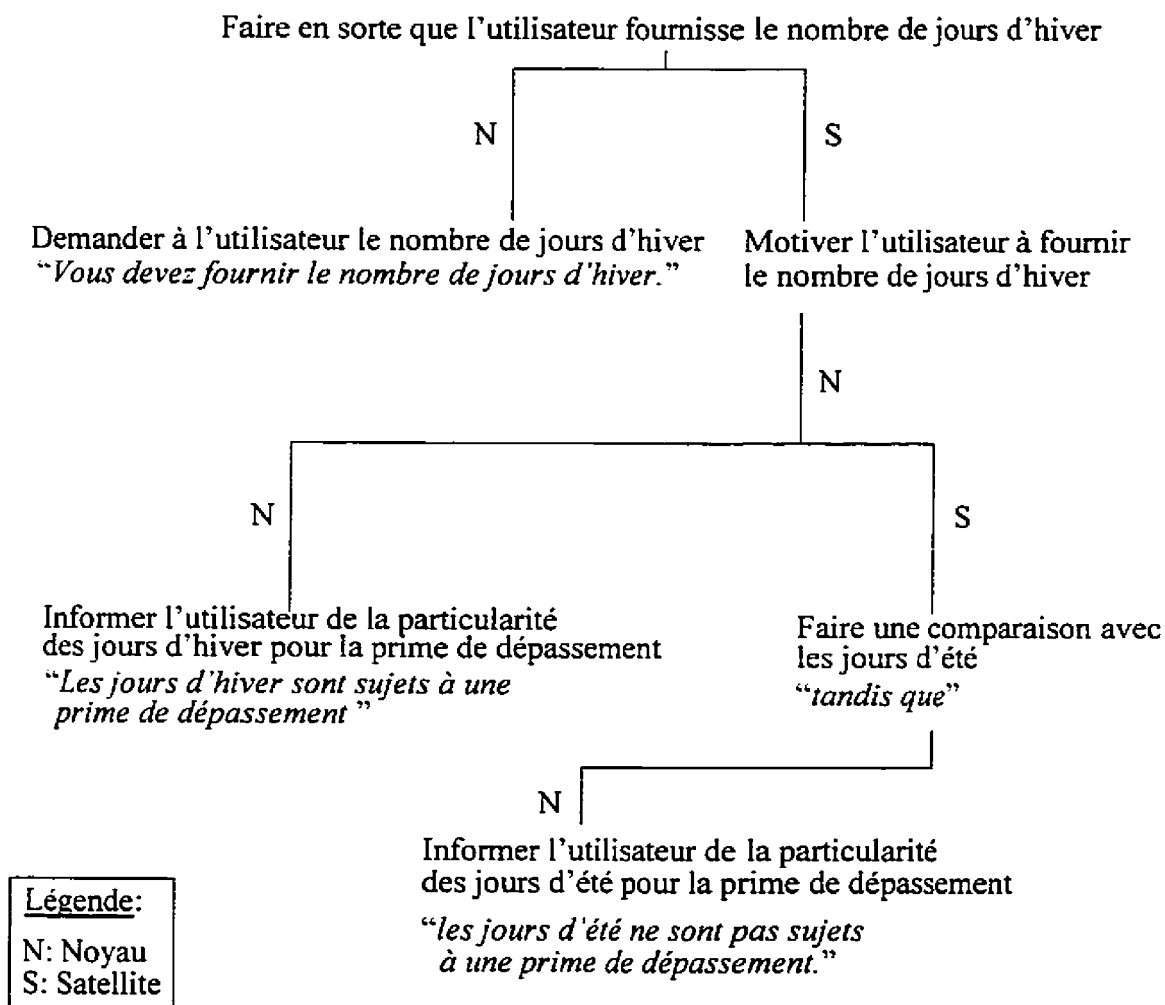 Faire en sorte que l'utilisateur fournisse le nombre de jours d'hiver
N
S
Demander à l'utilisateur le nombre de jours d'hiver
“Vous devez fournir le nombre de jours d'hiver.”
Motiver l'utilisateur à fournir
le nombre de jours d'hiver
N
N
S
Informer l'utilisateur de la particularité
des jours d'hiver pour la prime de dépassement
“Les jours d'hiver sont sujets à une
prime de dépassement ”
Faire une comparaison avec
les jours d'été
“tandis que”
N
Informer l'utilisateur de la particularité
des jours d'été pour la prime de dépassement
“les jours d'été ne sont pas sujets
à une prime de dépassement.”
Légende:
N: Noyau
S: Satellite